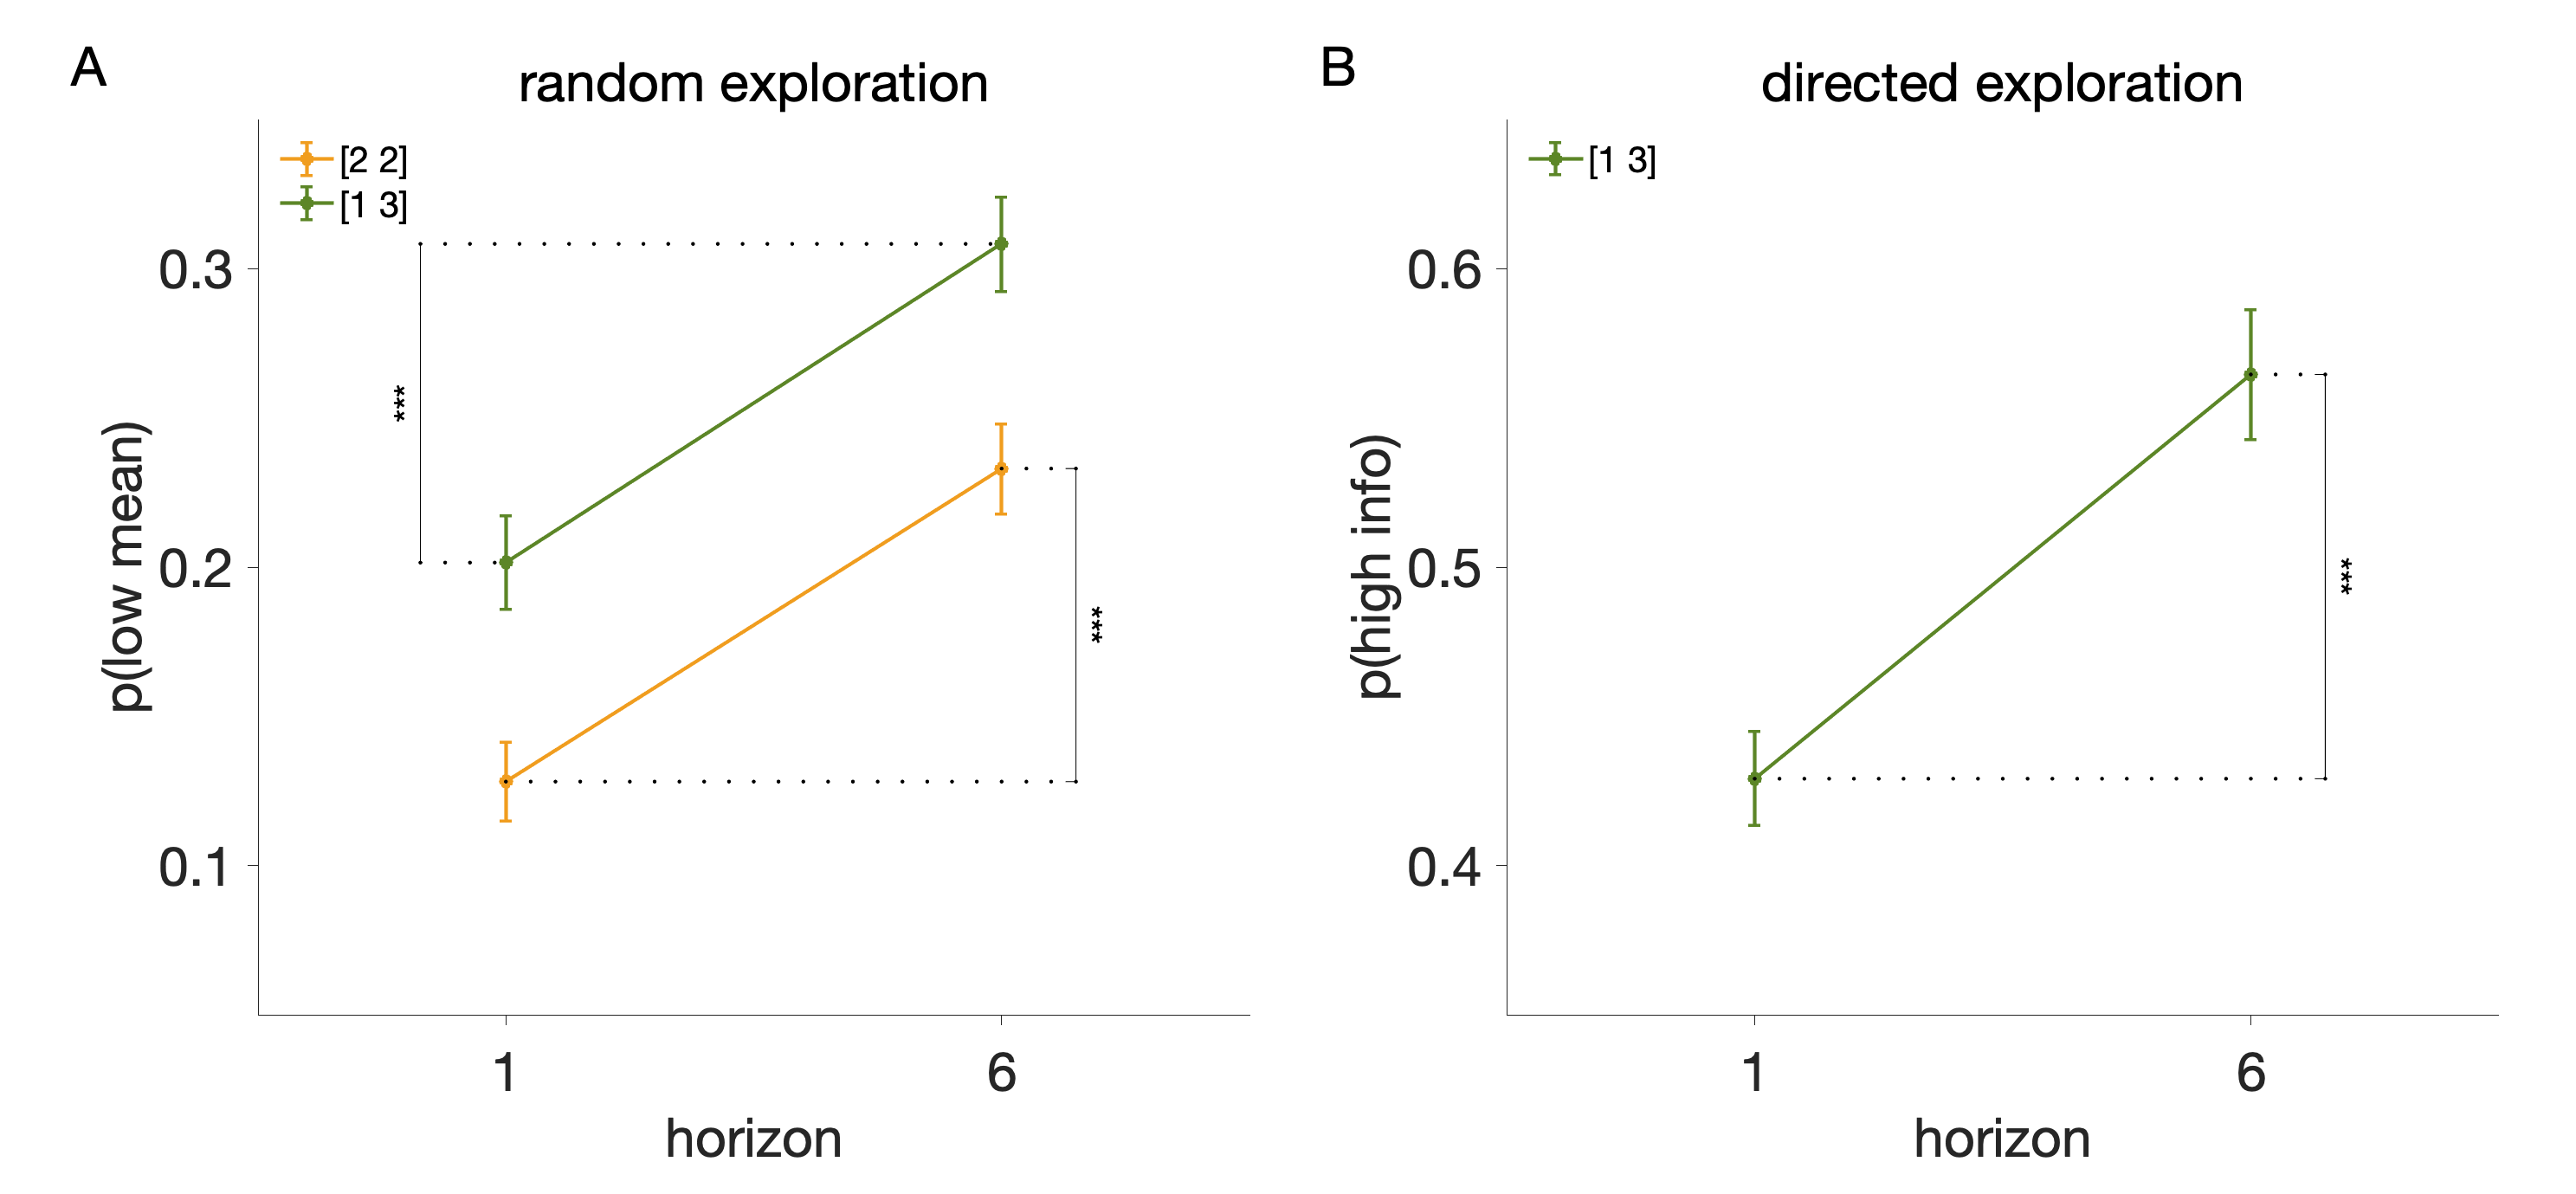 A
random exploration
[2 2]
[1 3]
0.3
0.2
0.1
p(low mean)
***
***
1
6
horizon
B
directed exploration
[1 3]
0.6
0.5
0.4
p(high info)
***
1
6
horizon